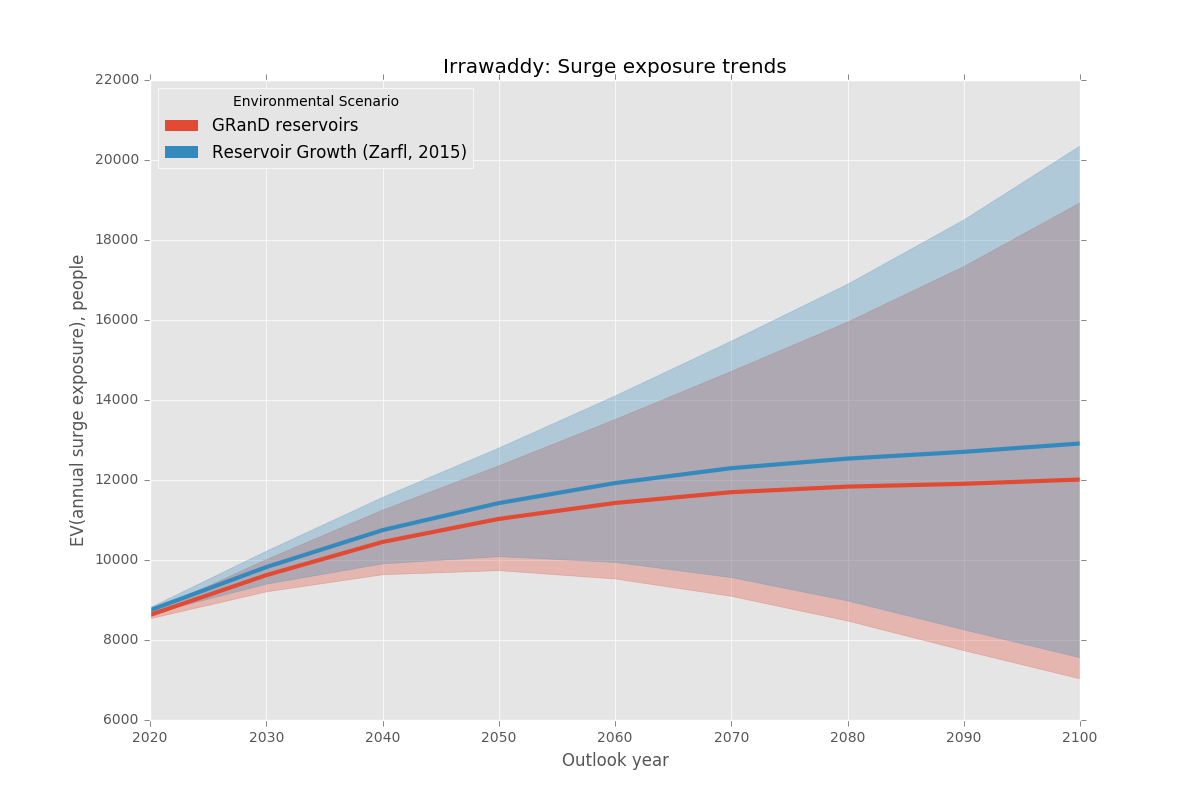 Irrawaddy: Surge exposure trends
Environmental Scenario
GRanD reservoirs
Reservoir Growth (Zarfl, 2015)
EV(annual surge exposure), people
22000
20000
18000
16000
14000
12000
10000
8000
6000
2020 2030 2040 2050 2060 2070 2080 2090 2100
Outlook year